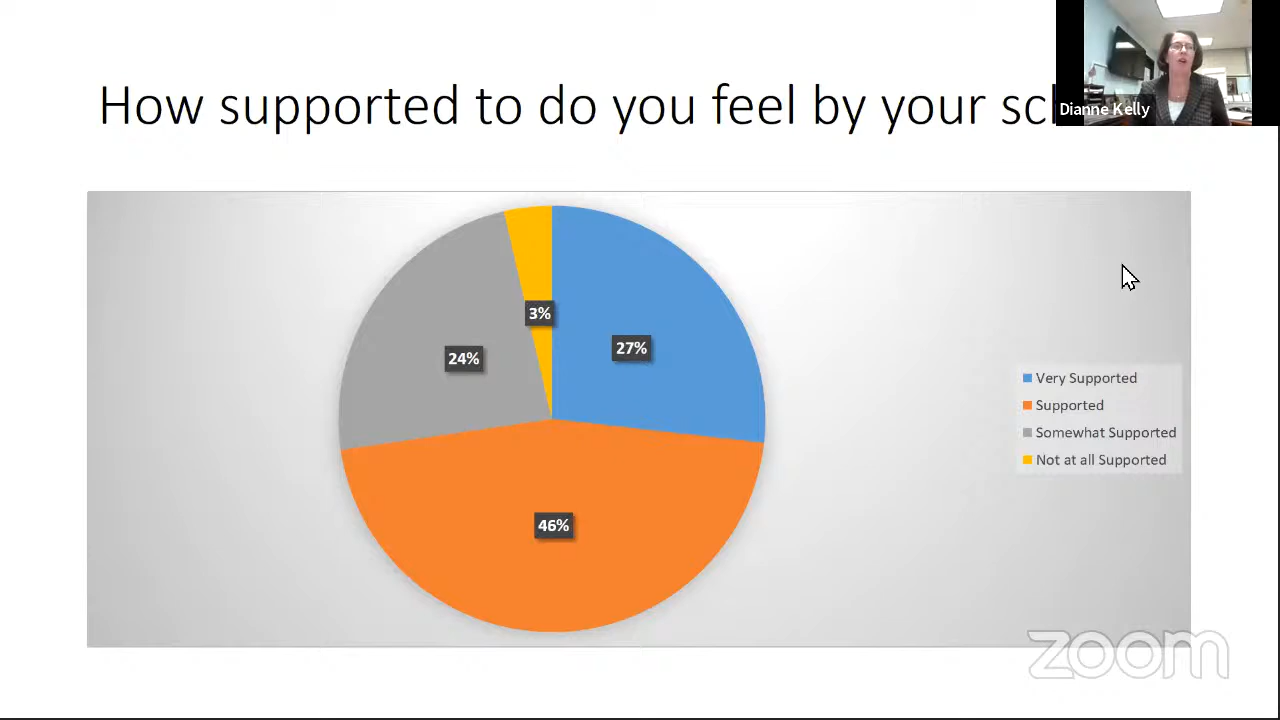 How supported to do you feel by your
Dianne Kelly
3%
27%
24%
46%
Very Supported
Supported
Somewhat Supported
Not at all Supported
zoom